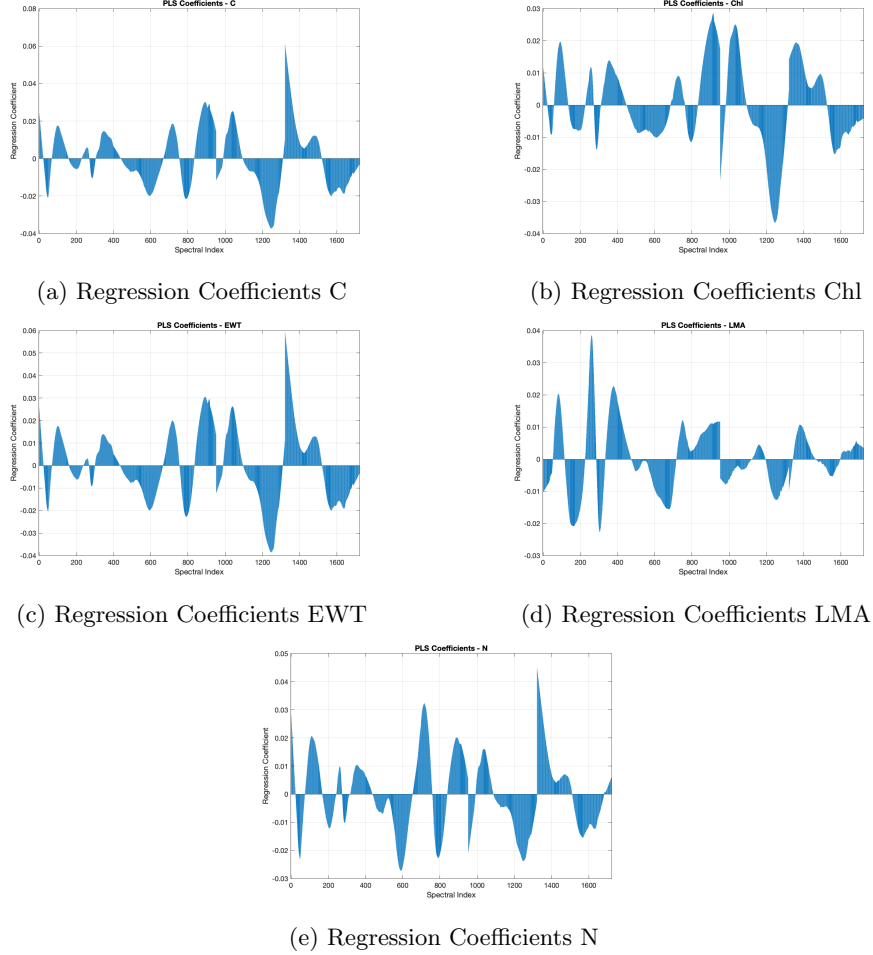 PLS Coefficients - C
0.08
0.06
0.04
0.02
0
-0.02
-0.04
Regression Coefficient
0 200 400 600 800 1000 1200 1400 1600
Spectral Index
(a) Regression Coefficients C
PLS Coefficients - Chl
0.03
0.02
0.01
0
-0.01
-0.02
-0.03
-0.04
Regression Coefficient
0 200 400 600 800 1000 1200 1400 1600
Spectral Index
(b) Regression Coefficients Chl
PLS Coefficients - EWT
0.06
0.05
0.04
0.03
0.02
0.01
0
-0.01
-0.02
-0.03
-0.04
Regression Coefficient
0 200 400 600 800 1000 1200 1400 1600
Spectral Index
(c) Regression Coefficients EWT
PLS Coefficients - LMA
0.04
0.03
0.02
0.01
0
-0.01
-0.02
-0.03
Regression Coefficient
0 200 400 600 800 1000 1200 1400 1600
Spectral Index
(d) Regression Coefficients LMA
PLS Coefficients - N
0.05
0.04
0.03
0.02
0.01
0
-0.01
-0.02
-0.03
Regression Coefficient
0 200 400 600 800 1000 1200 1400 1600
Spectral Index
(e) Regression Coefficients N